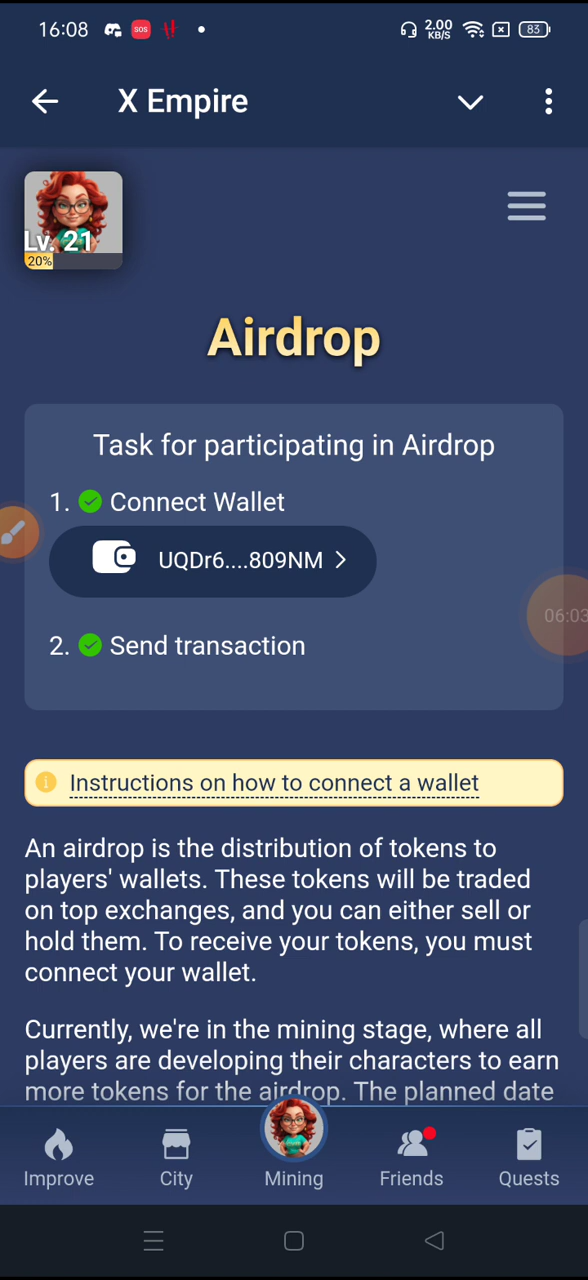 16:08 SOS 2.00 KB/S 83
X Empire
Lv. 21
20%
Airdrop
Task for participating in Airdrop
1. Connect Wallet
UQDr6....809NM
06:03
2. Send transaction
Instructions on how to connect a wallet
An airdrop is the distribution of tokens to
players' wallets. These tokens will be traded
on top exchanges, and you can either sell or
hold them. To receive your tokens, you must
connect your wallet.
Currently, we're in the mining stage, where all
players are developing their characters to earn
more tokens for the airdrop. The planned date
Improve City Mining Friends Quests